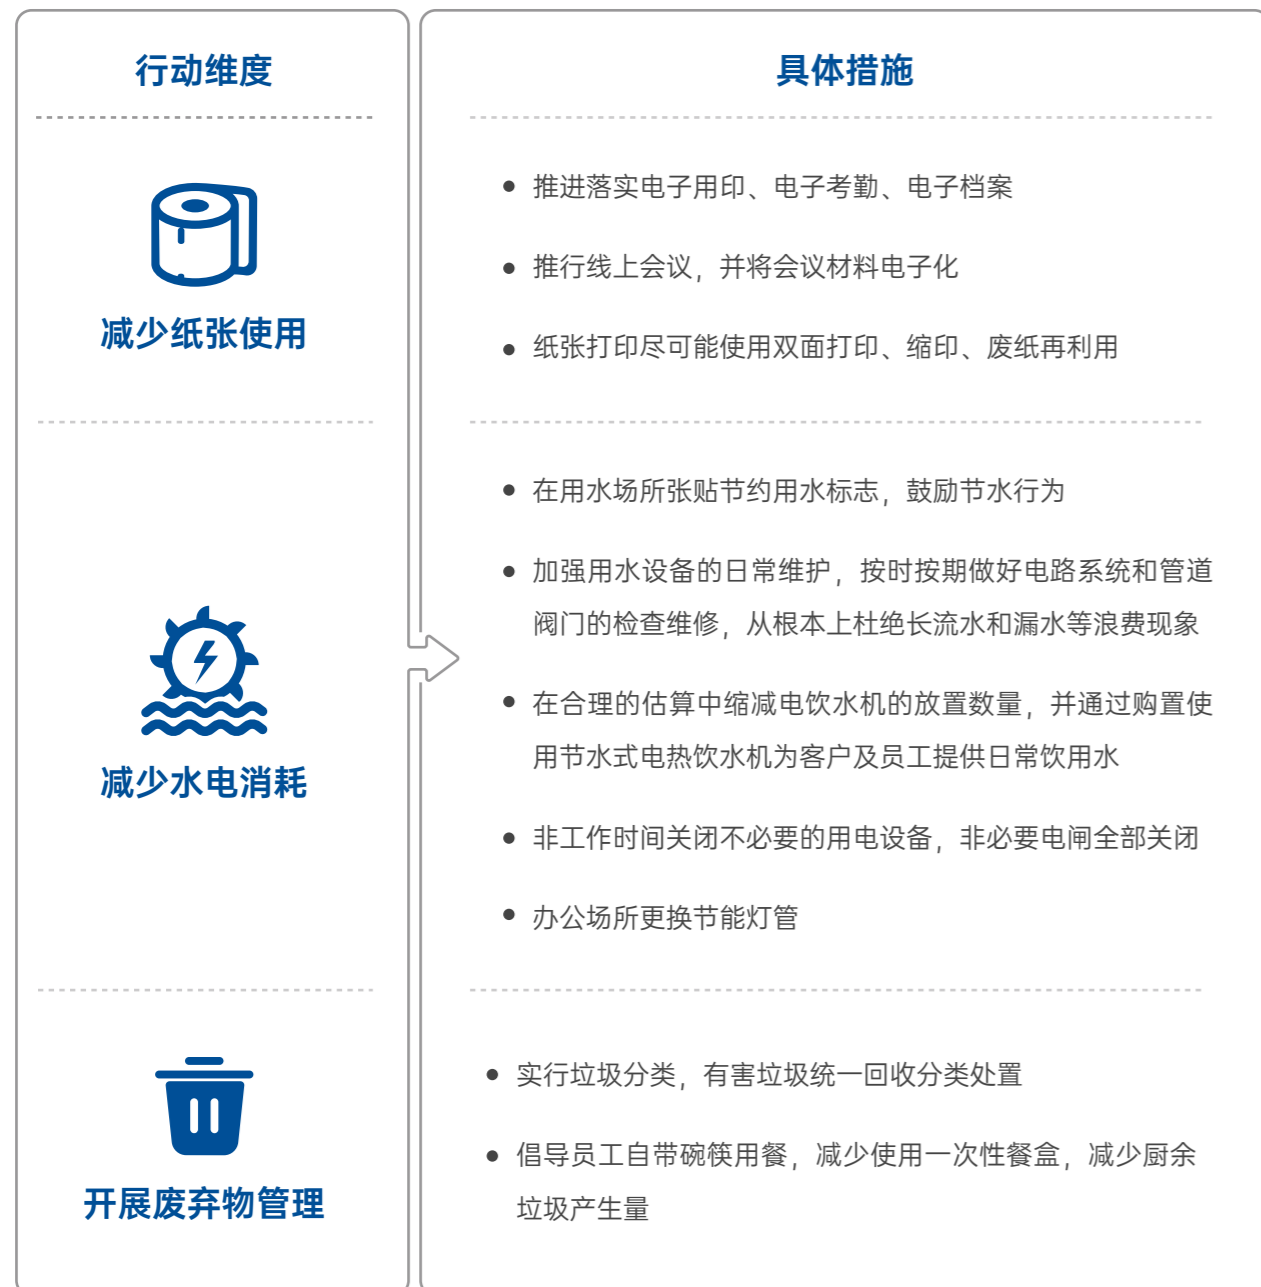 行动维度
具体措施
减少纸张使用
推进落实电子用印、电子考勤、电子档案
推行线上会议，并将会议材料电子化
纸张打印尽可能使用双面打印、缩印、废纸再利用
减少水电消耗
在用水场所张贴节约用水标志，鼓励节水行为
加强用水设备的日常维护，按时按期做好电路系统和管道
阀门的检查维修，从根本上杜绝长流水和漏水等浪费现象
在合理的估算中缩减电饮水机的放置数量，并通过购置使
用节水式电热饮水机为客户及员工提供日常饮用水
非工作时间关闭不必要的用电设备，非必要电闸全部关闭
办公场所更换节能灯管
开展废弃物管理
实行垃圾分类，有害垃圾统一回收分类处置
倡导员工自带碗筷用餐，减少使用一次性餐盒，减少厨余
垃圾产生量